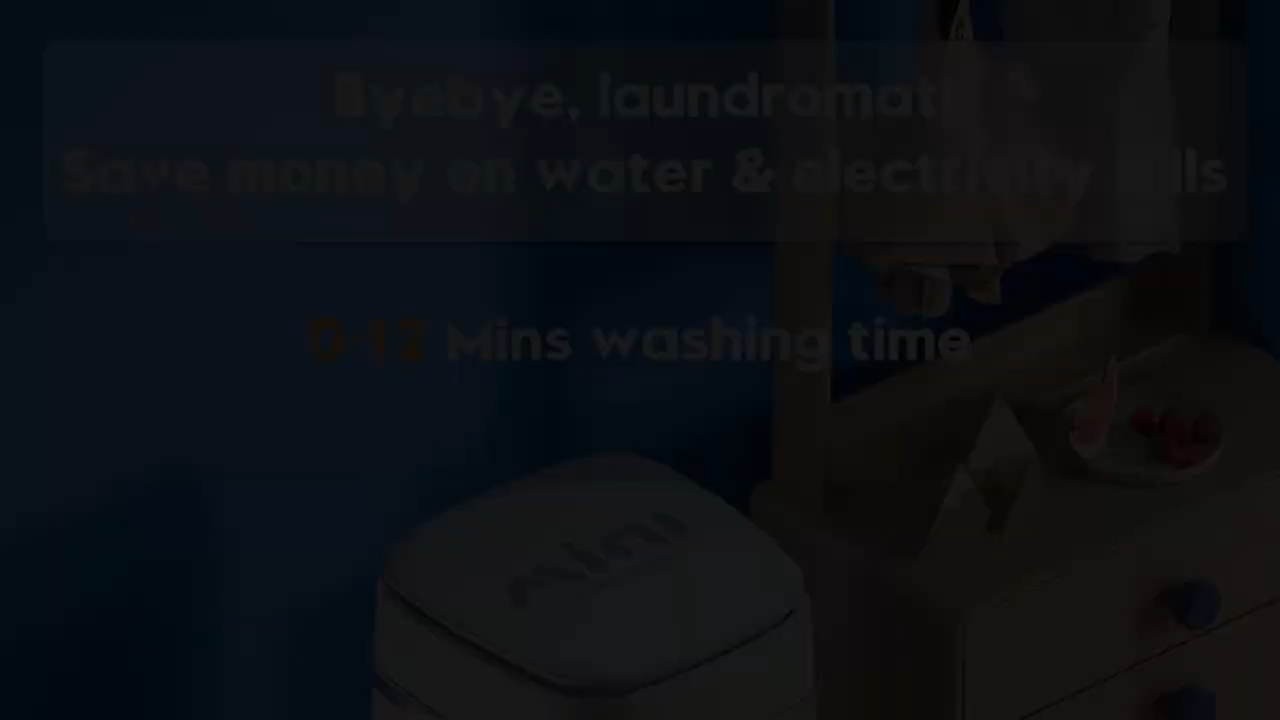 Byebye, laundromat
Save money on water & electricity bills
0-12 Mins washing time